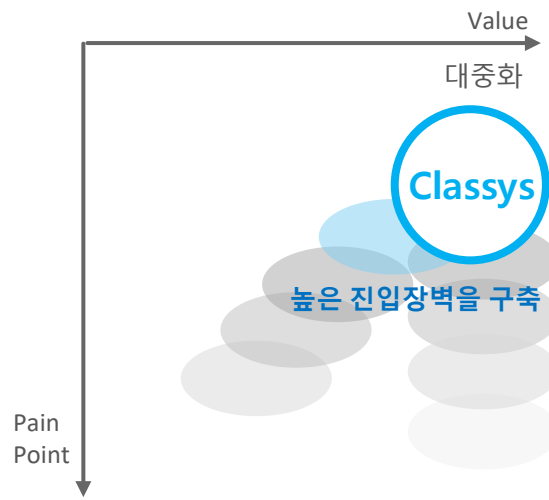 Value
대중화
Classys
높은 진입장벽을 구축
Pain
Point